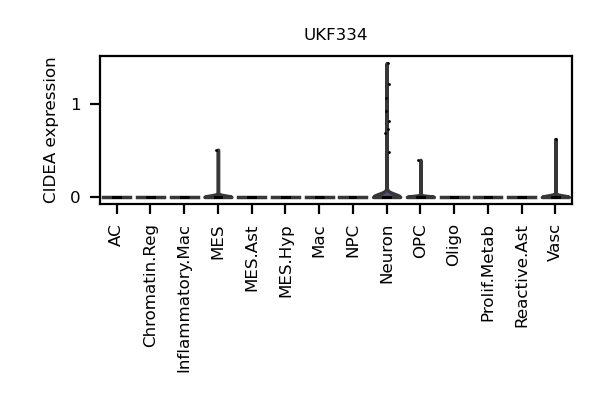 UKF334
CIDEA expression
1
0
AC
Chromatin.Reg
Inflammatory.Mac
MES
MES.Ast
MES.Hyp
Mac
NPC
Neuron
OPC
Oligo
Prolif.Metab
Reactive.Ast
Vasc